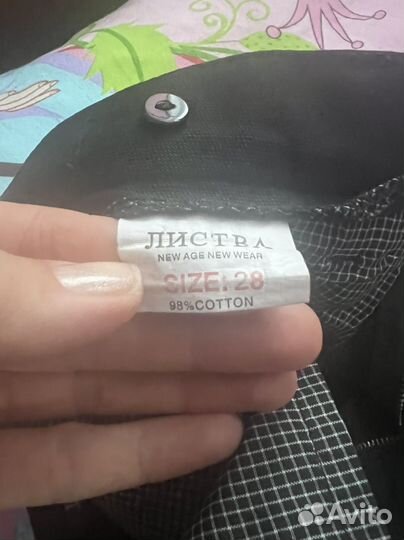 ЛИСТВА
NEW AGE NEW WEAR
SIZE: 28
98%COTTON
Avito